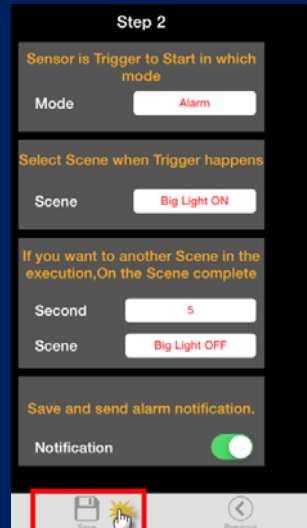 Step 2
Sensor is Trigger to Start in which
mode
Mode Alarm
Select Scene when Trigger happens
Scene Big Light ON
If you want to another Scene in the
execution,On the Scene complete
Second 5
Scene Big Light OFF
Save and send alarm notification.
Notification
Save Previous